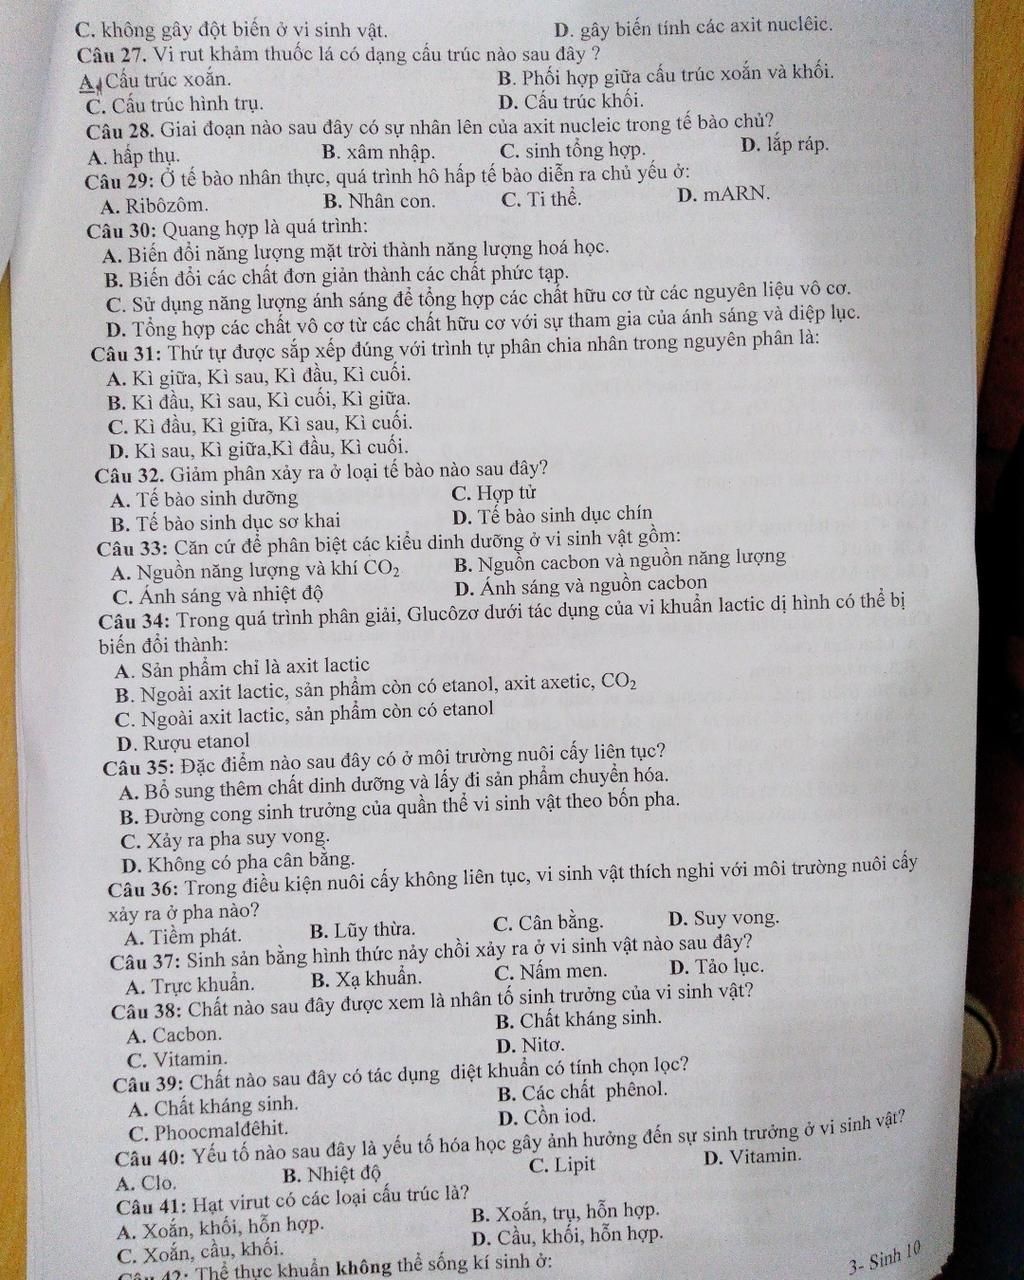 C. không gây đột biến ở vi sinh vật. D. gây biến tính các axit nuclêic.
Câu 27. Vi rut khảm thuốc lá có dạng cấu trúc nào sau đây ?
A. Cấu trúc xoắn. B. Phối hợp giữa cấu trúc xoắn và khối.
C. Cấu trúc hình trụ. D. Cấu trúc khối.
Câu 28. Giai đoạn nào sau đây có sự nhân lên của axit nucleic trong tế bào chủ?
A. hấp thụ. B. xâm nhập. C. sinh tổng hợp. D. lắp ráp.
Câu 29: Ở tế bào nhân thực, quá trình hô hấp tế bào diễn ra chủ yếu ở:
A. Ribôzôm. B. Nhân con. C. Ti thể. D. mARN.
Câu 30: Quang hợp là quá trình:
A. Biến đổi năng lượng mặt trời thành năng lượng hoá học.
B. Biến đổi các chất đơn giản thành các chất phức tạp.
C. Sử dụng năng lượng ánh sáng để tổng hợp các chất hữu cơ từ các nguyên liệu vô cơ.
D. Tổng hợp các chất vô cơ từ các chất hữu cơ với sự tham gia của ánh sáng và diệp lục.
Câu 31: Thứ tự được sắp xếp đúng với trình tự phân chia nhân trong nguyên phân là:
A. Kì giữa, Kì sau, Kì đầu, Kì cuối.
B. Kì đầu, Kì sau, Kì cuối, Kì giữa.
C. Kì đầu, Kì giữa, Kì sau, Kì cuối.
D. Kì sau, Kì giữa,Kì đầu, Kì cuối.
Câu 32. Giảm phân xảy ra ở loại tế bào nào sau đây?
A. Tế bào sinh dưỡng C. Hợp tử
B. Tế bào sinh dục sơ khai D. Tế bào sinh dục chín
Câu 33: Căn cứ để phân biệt các kiểu dinh dưỡng ở vi sinh vật gồm:
A. Nguồn năng lượng và khí CO₂ B. Nguồn cacbon và nguồn năng lượng
C. Ánh sáng và nhiệt độ D. Ánh sáng và nguồn cacbon
Câu 34: Trong quá trình phân giải, Glucôzơ dưới tác dụng của vi khuẩn lactic dị hình có thể bị
biến đổi thành:
A. Sản phẩm chỉ là axit lactic
B. Ngoài axit lactic, sản phẩm còn có etanol, axit axetic, CO₂
C. Ngoài axit lactic, sản phẩm còn có etanol
D. Rượu etanol
Câu 35: Đặc điểm nào sau đây có ở môi trường nuôi cấy liên tục?
A. Bổ sung thêm chất dinh dưỡng và lấy đi sản phẩm chuyển hóa.
B. Đường cong sinh trưởng của quần thể vi sinh vật theo bốn pha.
C. Xảy ra pha suy vong.
D. Không có pha cân bằng.
Câu 36: Trong điều kiện nuôi cấy không liên tục, vi sinh vật thích nghi với môi trường nuôi cấy
xảy ra ở pha nào?
A. Tiềm phát. B. Lũy thừa. C. Cân bằng. D. Suy vong.
Câu 37: Sinh sản bằng hình thức nảy chồi xảy ra ở vi sinh vật nào sau đây?
A. Trực khuẩn. B. Xạ khuẩn. C. Nấm men. D. Tảo lục.
Câu 38: Chất nào sau đây được xem là nhân tố sinh trưởng của vi sinh vật?
A. Cacbon. B. Chất kháng sinh.
C. Vitamin. D. Nitơ.
Câu 39: Chất nào sau đây có tác dụng diệt khuẩn có tính chọn lọc?
A. Chất kháng sinh. B. Các chất phênol.
C. Phoocmalđêhit. D. Cồn iod.
Câu 40: Yếu tố nào sau đây là yếu tố hóa học gây ảnh hưởng đến sự sinh trưởng ở vi sinh vật?
A. Clo. B. Nhiệt độ C. Lipit D. Vitamin.
Câu 41: Hạt virut có các loại cấu trúc là?
A. Xoắn, khối, hỗn hợp. B. Xoắn, trụ, hỗn hợp.
C. Xoắn, cầu, khối. D. Cầu, khối, hỗn hợp.
Câu 42: Thể thực khuẩn không thể sống kí sinh ở:
3- Sinh 10